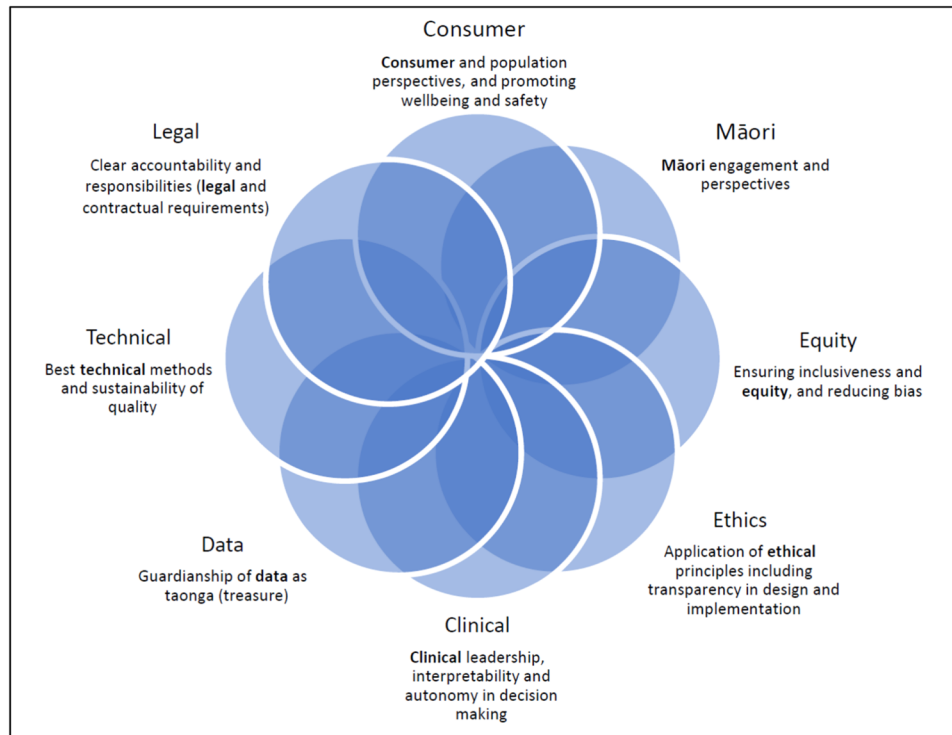 Consumer
Consumer and population
perspectives, and promoting
wellbeing and safety
Māori
Māori engagement and
perspectives
Equity
Ensuring inclusiveness and
equity, and reducing bias
Ethics
Application of ethical
principles including
transparency in design and
implementation
Clinical
Clinical leadership,
interpretability and
autonomy in decision
making
Data
Guardianship of data as
taonga (treasure)
Technical
Best technical methods
and sustainability of
quality
Legal
Clear accountability and
responsibilities (legal and
contractual requirements)